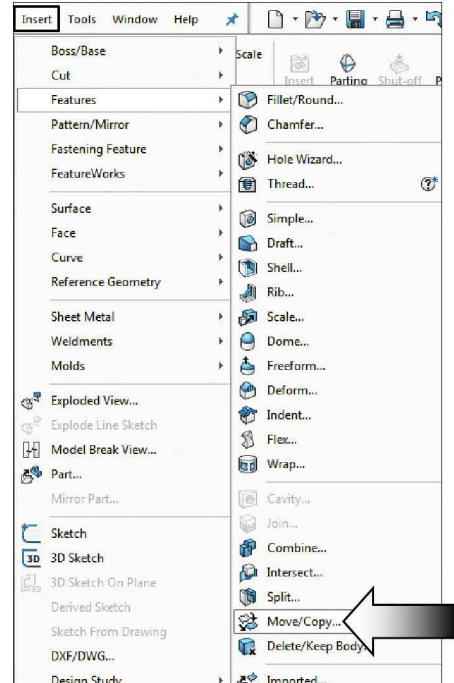 Insert Tools Window Help
Boss/Base
Cut
Features
Pattern/Mirror
Fastening Feature
FeatureWorks
Surface
Face
Curve
Reference Geometry
Sheet Metal
Weldments
Molds
Exploded View...
Explode Line Sketch
Model Break View...
Part...
Mirror Part...
Sketch
3D 3D Sketch
3D Sketch On Plane
Derived Sketch
Sketch From Drawing
DXF/DWG...
Design Study
Scale
Insert Parting Shut-off P
Fillet/Round...
Chamfer...
Hole Wizard...
Thread...
Simple...
Draft...
Shell...
Rib...
Scale...
Dome...
Freeform...
Deform...
Indent...
Flex...
Wrap...
Cavity...
Join...
Combine...
Intersect...
Split...
Move/Copy...
Delete/Keep Body
Imported...